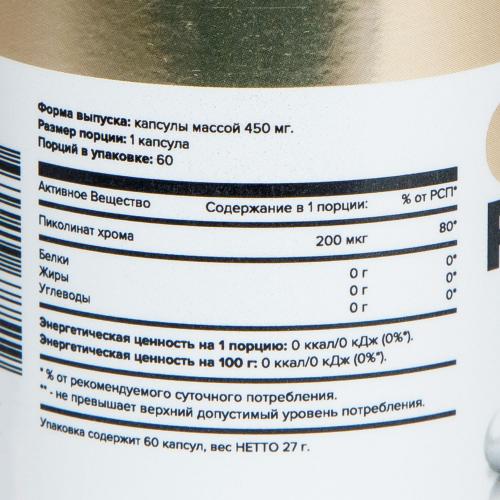 Форма выпуска: капсулы массой 450 мг.
Размер порции: 1 капсула
Порций в упаковке: 60
Активное Вещество Содержание в 1 порции: % от РСП*
Пиколинат хрома 200 мкг 80*
Белки 0 г 0*
Жиры 0 г 0*
Углеводы 0 г 0*
Энергетическая ценность на 1 порцию: 0 ккал/0 кДж (0%*).
Энергетическая ценность на 100 г: 0 ккал/0 кДж (0%*).
* % от рекомендуемого суточного потребления.
** - не превышает верхний допустимый уровень потребления.
Упаковка содержит 60 капсул, вес НЕТТО 27 г.